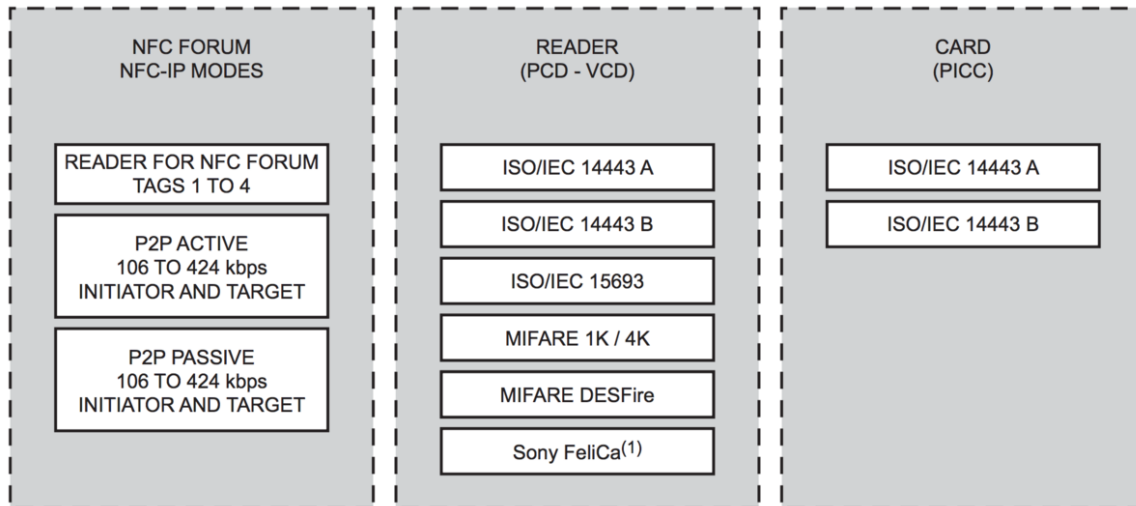 NFC FORUM
NFC-IP MODES
READER FOR NFC FORUM
TAGS 1 TO 4
P2P ACTIVE
106 TO 424 kbps
INITIATOR AND TARGET
P2P PASSIVE
106 TO 424 kbps
INITIATOR AND TARGET
READER
(PCD - VCD)
ISO/IEC 14443 A
ISO/IEC 14443 B
ISO/IEC 15693
MIFARE 1K / 4K
MIFARE DESFire
Sony FeliCa(1)
CARD
(PICC)
ISO/IEC 14443 A
ISO/IEC 14443 B